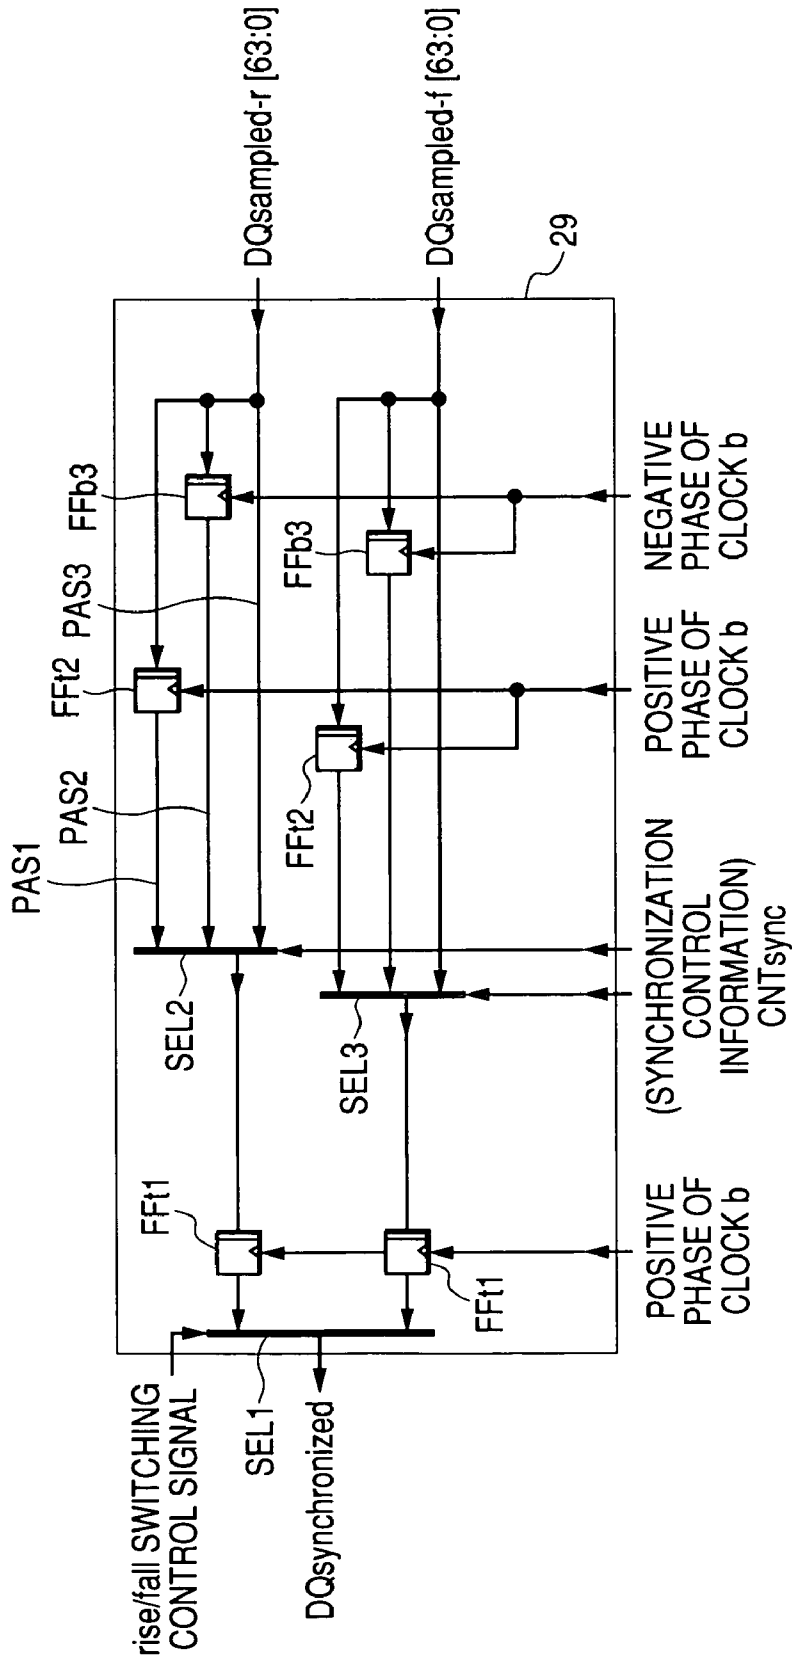 rise/fall SWITCHING
CONTROL SIGNAL
SEL1
DQsynchronized
FFt1
FFt1
POSITIVE
PHASE OF
CLOCK b
PAS1
PAS2
SEL2
SEL3
(SYNCHRONIZATION
CONTROL
INFORMATION)
CNTsync
FFt2
PAS3
FFt2
POSITIVE
PHASE OF
CLOCK b
FFb3
FFb3
NEGATIVE
PHASE OF
CLOCK b
DQsampled-r [63:0]
DQsampled-f [63:0]
29